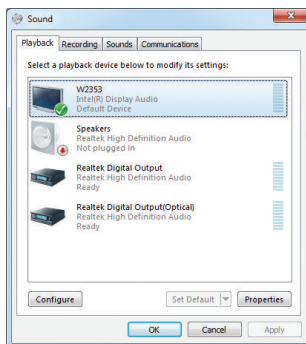 Sound
Playback Recording Sounds Communications
Select a playback device below to modify its settings:
W2353
Intel(R) Display Audio
Default Device
Speakers
Realtek High Definition Audio
Not plugged in
Realtek Digital Output
Realtek High Definition Audio
Ready
Realtek Digital Output(Optical)
Realtek High Definition Audio
Ready
Configure Set Default Properties
OK Cancel Apply